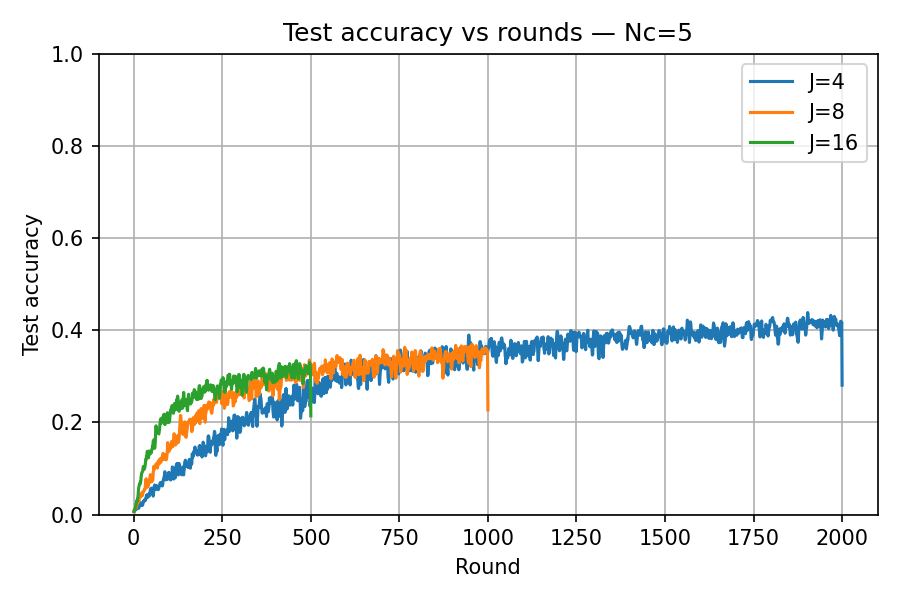 Test accuracy vs rounds — Nc=5
1.0
0.8
0.6
0.4
0.2
0.0
Test accuracy
J=4
J=8
J=16
0 250 500 750 1000 1250 1500 1750 2000
Round